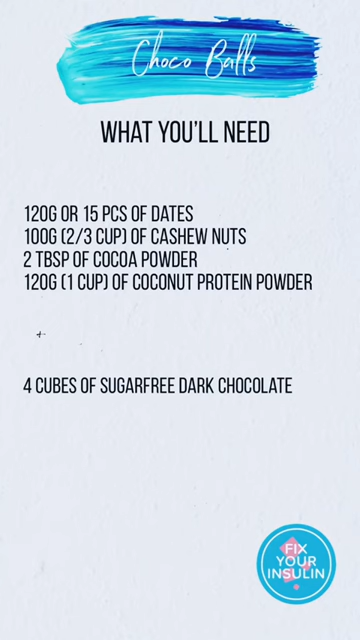 Choco Balls
WHAT YOU'LL NEED
120G OR 15 PCS OF DATES
100G (2/3 CUP) OF CASHEW NUTS
2 TBSP OF COCOA POWDER
120G (1 CUP) OF COCONUT PROTEIN POWDER
+
4 CUBES OF SUGARFREE DARK CHOCOLATE
FIX
YOUR
INSULIN